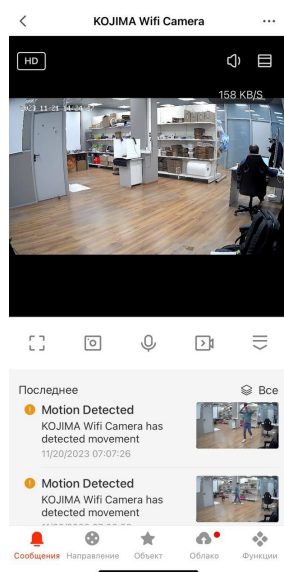 KOJIMA Wifi Camera
HD
158 KB/S
Последнее
Все
Motion Detected
KOJIMA Wifi Camera has
detected movement
11/20/2023 07:07:26
Motion Detected
KOJIMA Wifi Camera has
detected movement
Сообщения Направление Объект Облако Функции